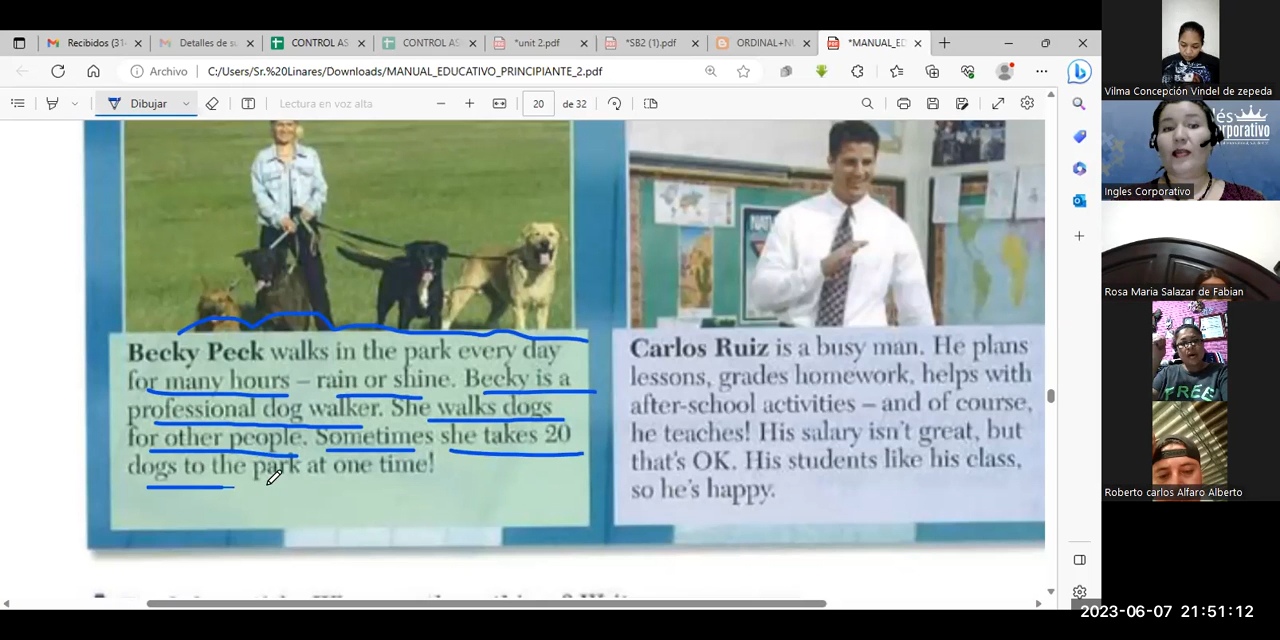 Recibidos (31
Detalles de su
CONTROL AS
CONTROL AS
*unit 2.pdf
*SB2 (1).pdf
ORDINAL+N
*MANUAL_ED
Archivo
C:/Users/Sr.%20Linares/Downloads/MANUAL_EDUCATIVO_PRINCIPIANTE_2.pdf
Dibujar
Lectura en voz alta
20
de 32
Becky Peck walks in the park every day
for many hours – rain or shine. Becky is a
professional dog walker. She walks dogs
for other people. Sometimes she takes 20
dogs to the park at one time!
Carlos Ruiz is a busy man. He plans
lessons, grades homework, helps with
after-school activities – and of course,
he teaches! His salary isn't great, but
that's OK. His students like his class,
so he's happy.
Vilma Concepción Vindel de zepeda
lés
orporativo
Ingles Corporativo
Rosa Maria Salazar de Fabian
Roberto carlos Alfaro Alberto
2023-06-07 21:51:12